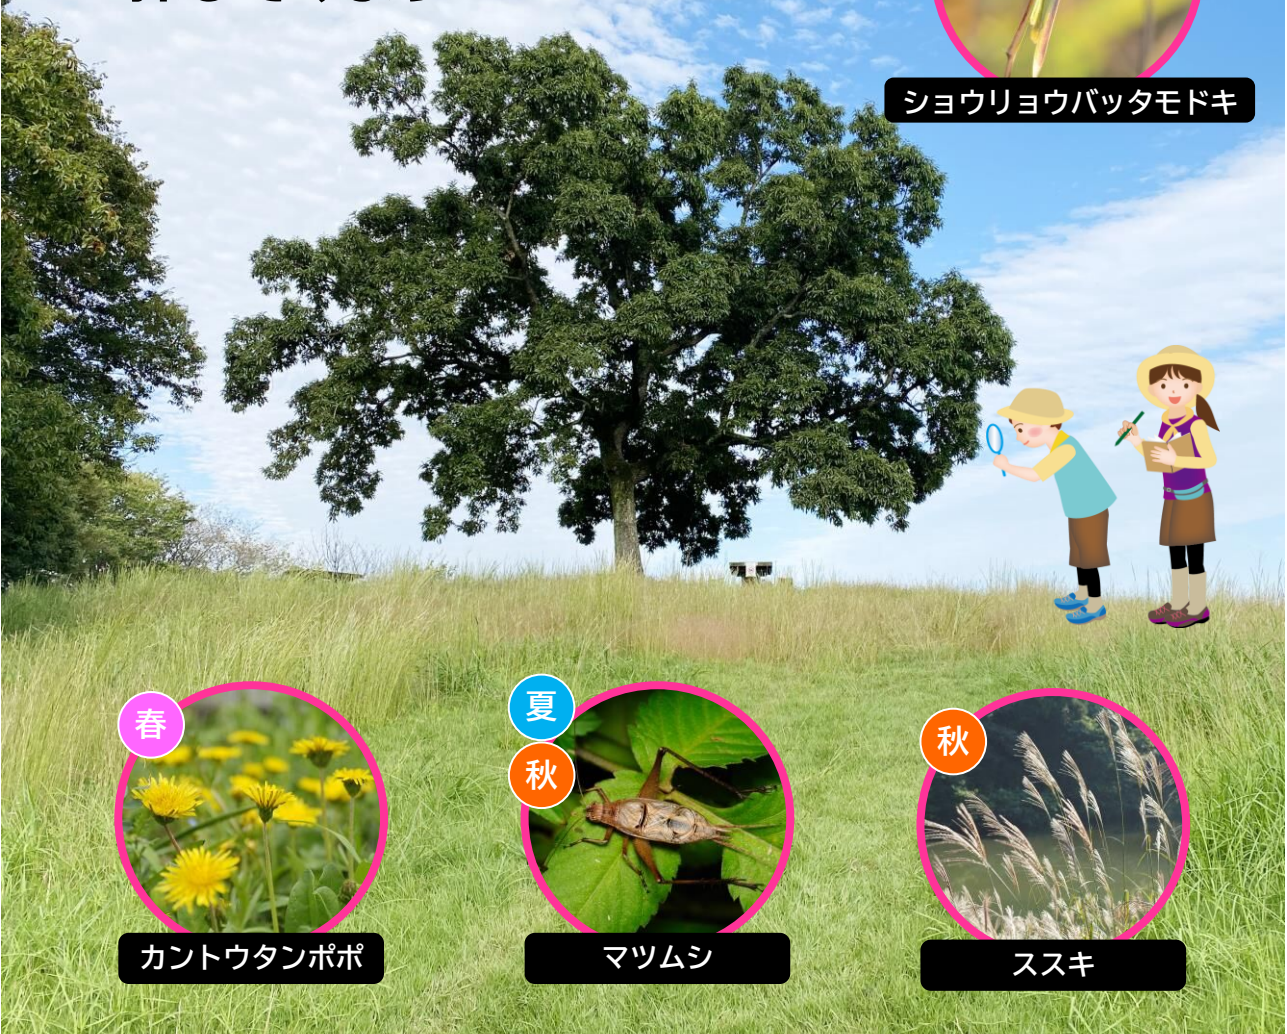 ショウリョウバッタモドキ
春
夏
秋
秋
カントウタンポポ
マツムシ
ススキ